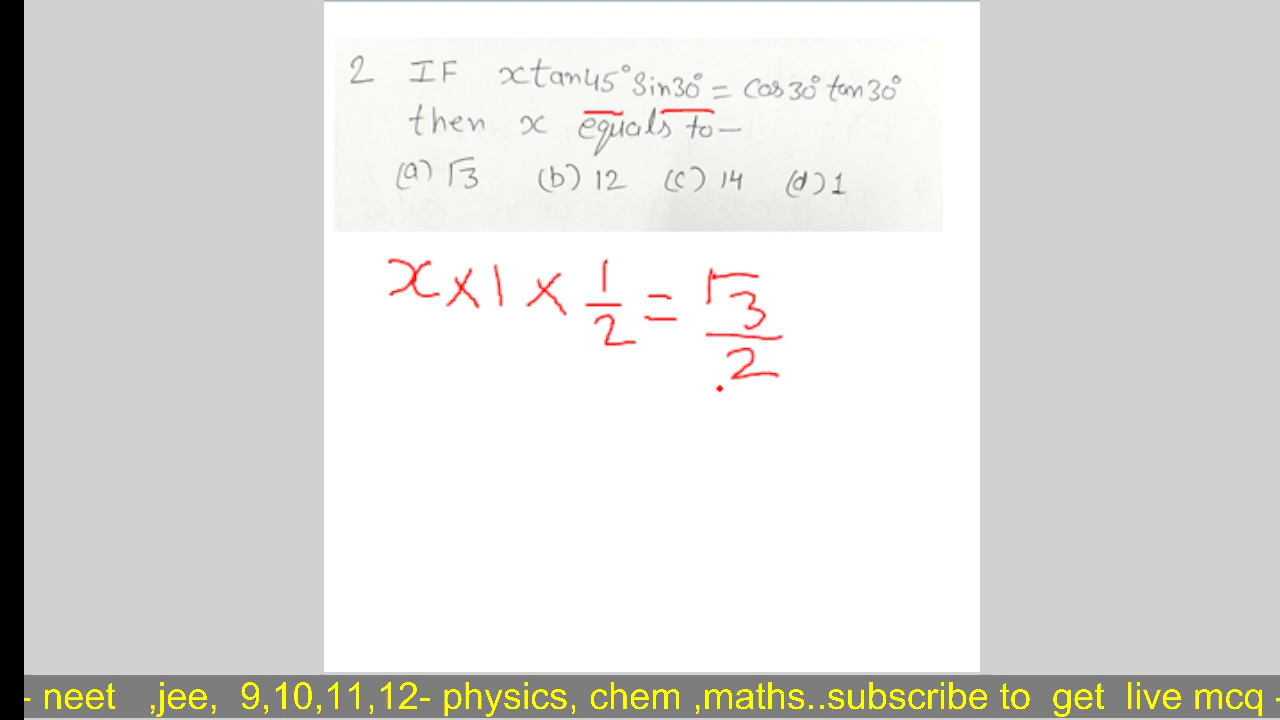 2 IF xtan45° Sin30° = Cos30° tan30°
then x equals to —
(a) √3 (b) 12 (c) 14 (d) 1
x × 1 × 1/2 = √3/2
- neet ,jee, 9,10,11,12- physics, chem ,maths..subscribe to get live mcq -